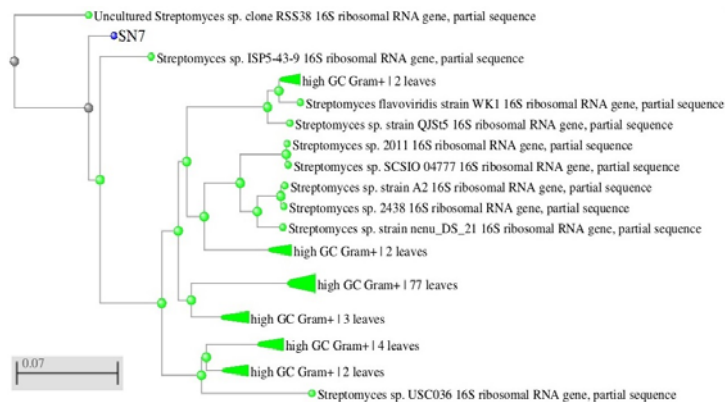 Uncultured Streptomyces sp. clone RSS38 16S ribosomal RNA gene, partial sequence
SN7
Streptomyces sp. ISP5-43-9 16S ribosomal RNA gene, partial sequence
high GC Gram+ | 2 leaves
Streptomyces flavoviridis strain WK1 16S ribosomal RNA gene, partial sequence
Streptomyces sp. strain QJSt5 16S ribosomal RNA gene, partial sequence
Streptomyces sp. 2011 16S ribosomal RNA gene, partial sequence
Streptomyces sp. SCSIO 04777 16S ribosomal RNA gene, partial sequence
Streptomyces sp. strain A2 16S ribosomal RNA gene, partial sequence
Streptomyces sp. 2438 16S ribosomal RNA gene, partial sequence
Streptomyces sp. strain nenu_DS_21 16S ribosomal RNA gene, partial sequence
high GC Gram+ | 2 leaves
high GC Gram+ | 77 leaves
high GC Gram+ | 3 leaves
high GC Gram+ | 4 leaves
0.07
high GC Gram+ | 2 leaves
Streptomyces sp. USC036 16S ribosomal RNA gene, partial sequence